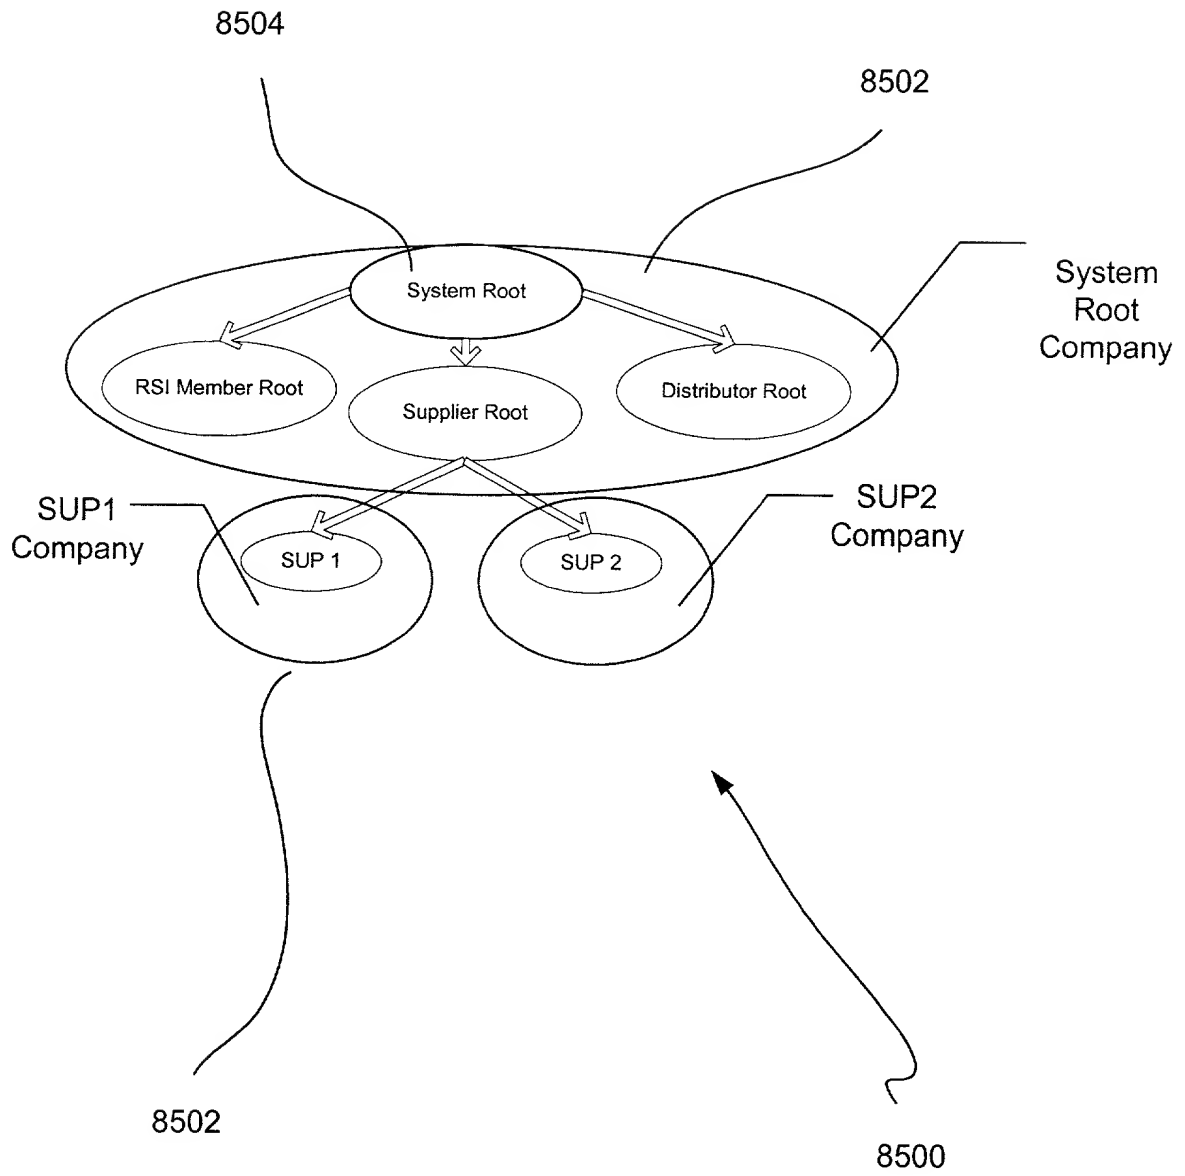 8504
8502
System Root
System
Root
Company
RSI Member Root
Supplier Root
Distributor Root
SUP1
Company
SUP2
Company
SUP 1
SUP 2
8502
8500